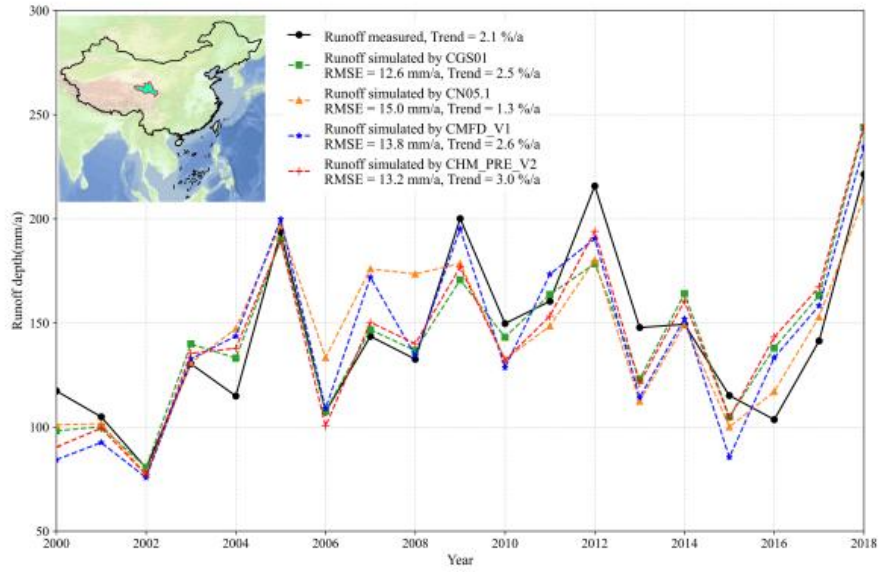 300
250
200
150
100
50
Runoff depth(mm/a)
Runoff measured, Trend = 2.1 %/a
Runoff simulated by CGS01
RMSE = 12.6 mm/a, Trend = 2.5 %/a
Runoff simulated by CN05.1
RMSE = 15.0 mm/a, Trend = 1.3 %/a
Runoff simulated by CMFD_V1
RMSE = 13.8 mm/a, Trend = 2.6 %/a
Runoff simulated by CHM_PRE_V2
RMSE = 13.2 mm/a, Trend = 3.0 %/a
2000 2002 2004 2006 2008 2010 2012 2014 2016 2018
Year